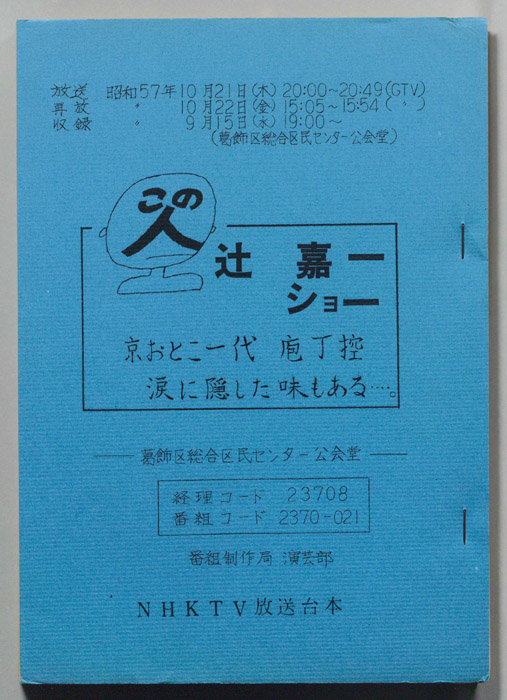 放送 昭和57年10月21日(木) 20:00~20:49(GTV)
再放 〃 10月22日(金) 15:05~15:54( 〃 )
収録 〃 9月15日(水) 19:00~
(葛飾区総合区民センター公会堂)
この
人
辻 嘉一
ショー
京おとこ一代 庖丁控
涙に隠した味もある…。
葛飾区総合区民センター公会堂
経理コード 23708
番組コード 2370-021
番組制作局 演芸部
NHKTV放送台本